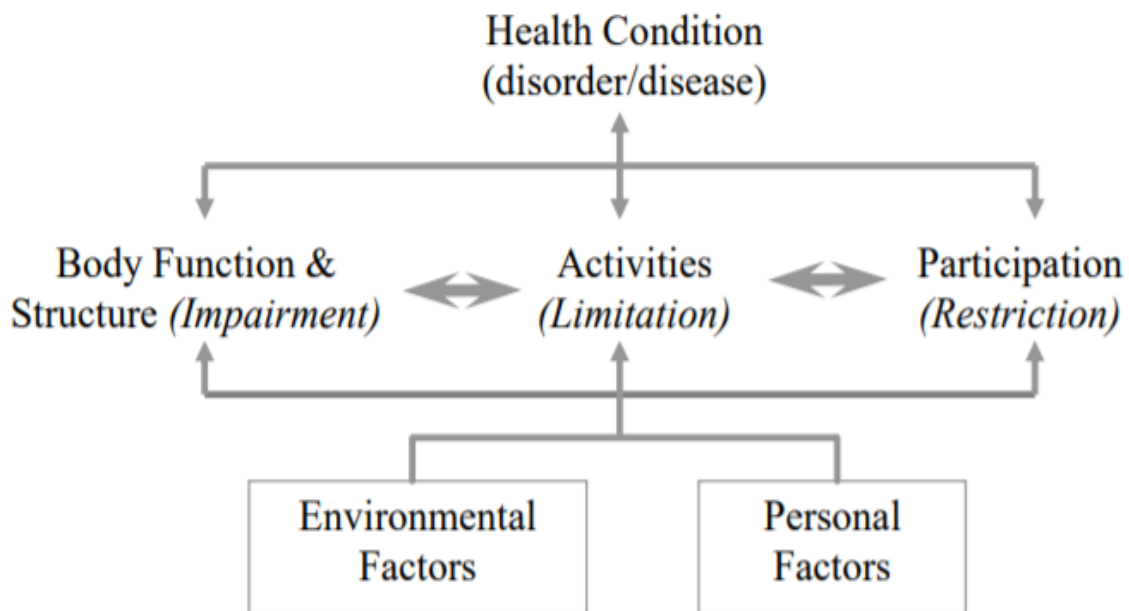 Health Condition
(disorder/disease)
Body Function &
Structure (Impairment)
Activities
(Limitation)
Participation
(Restriction)
Environmental
Factors
Personal
Factors